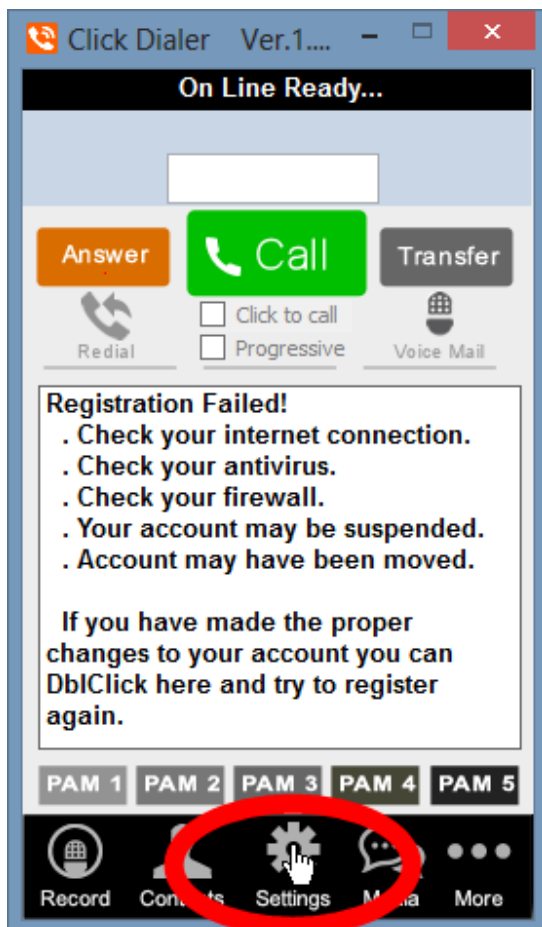 Click Dialer Ver.1....
On Line Ready...
Answer
Call
Transfer
Redial
Click to call
Progressive
Voice Mail
Registration Failed!
. Check your internet connection.
. Check your antivirus.
. Check your firewall.
. Your account may be suspended.
. Account may have been moved.
If you have made the proper
changes to your account you can
DblClick here and try to register
again.
PAM 1 PAM 2 PAM 3 PAM 4 PAM 5
Record Settings More